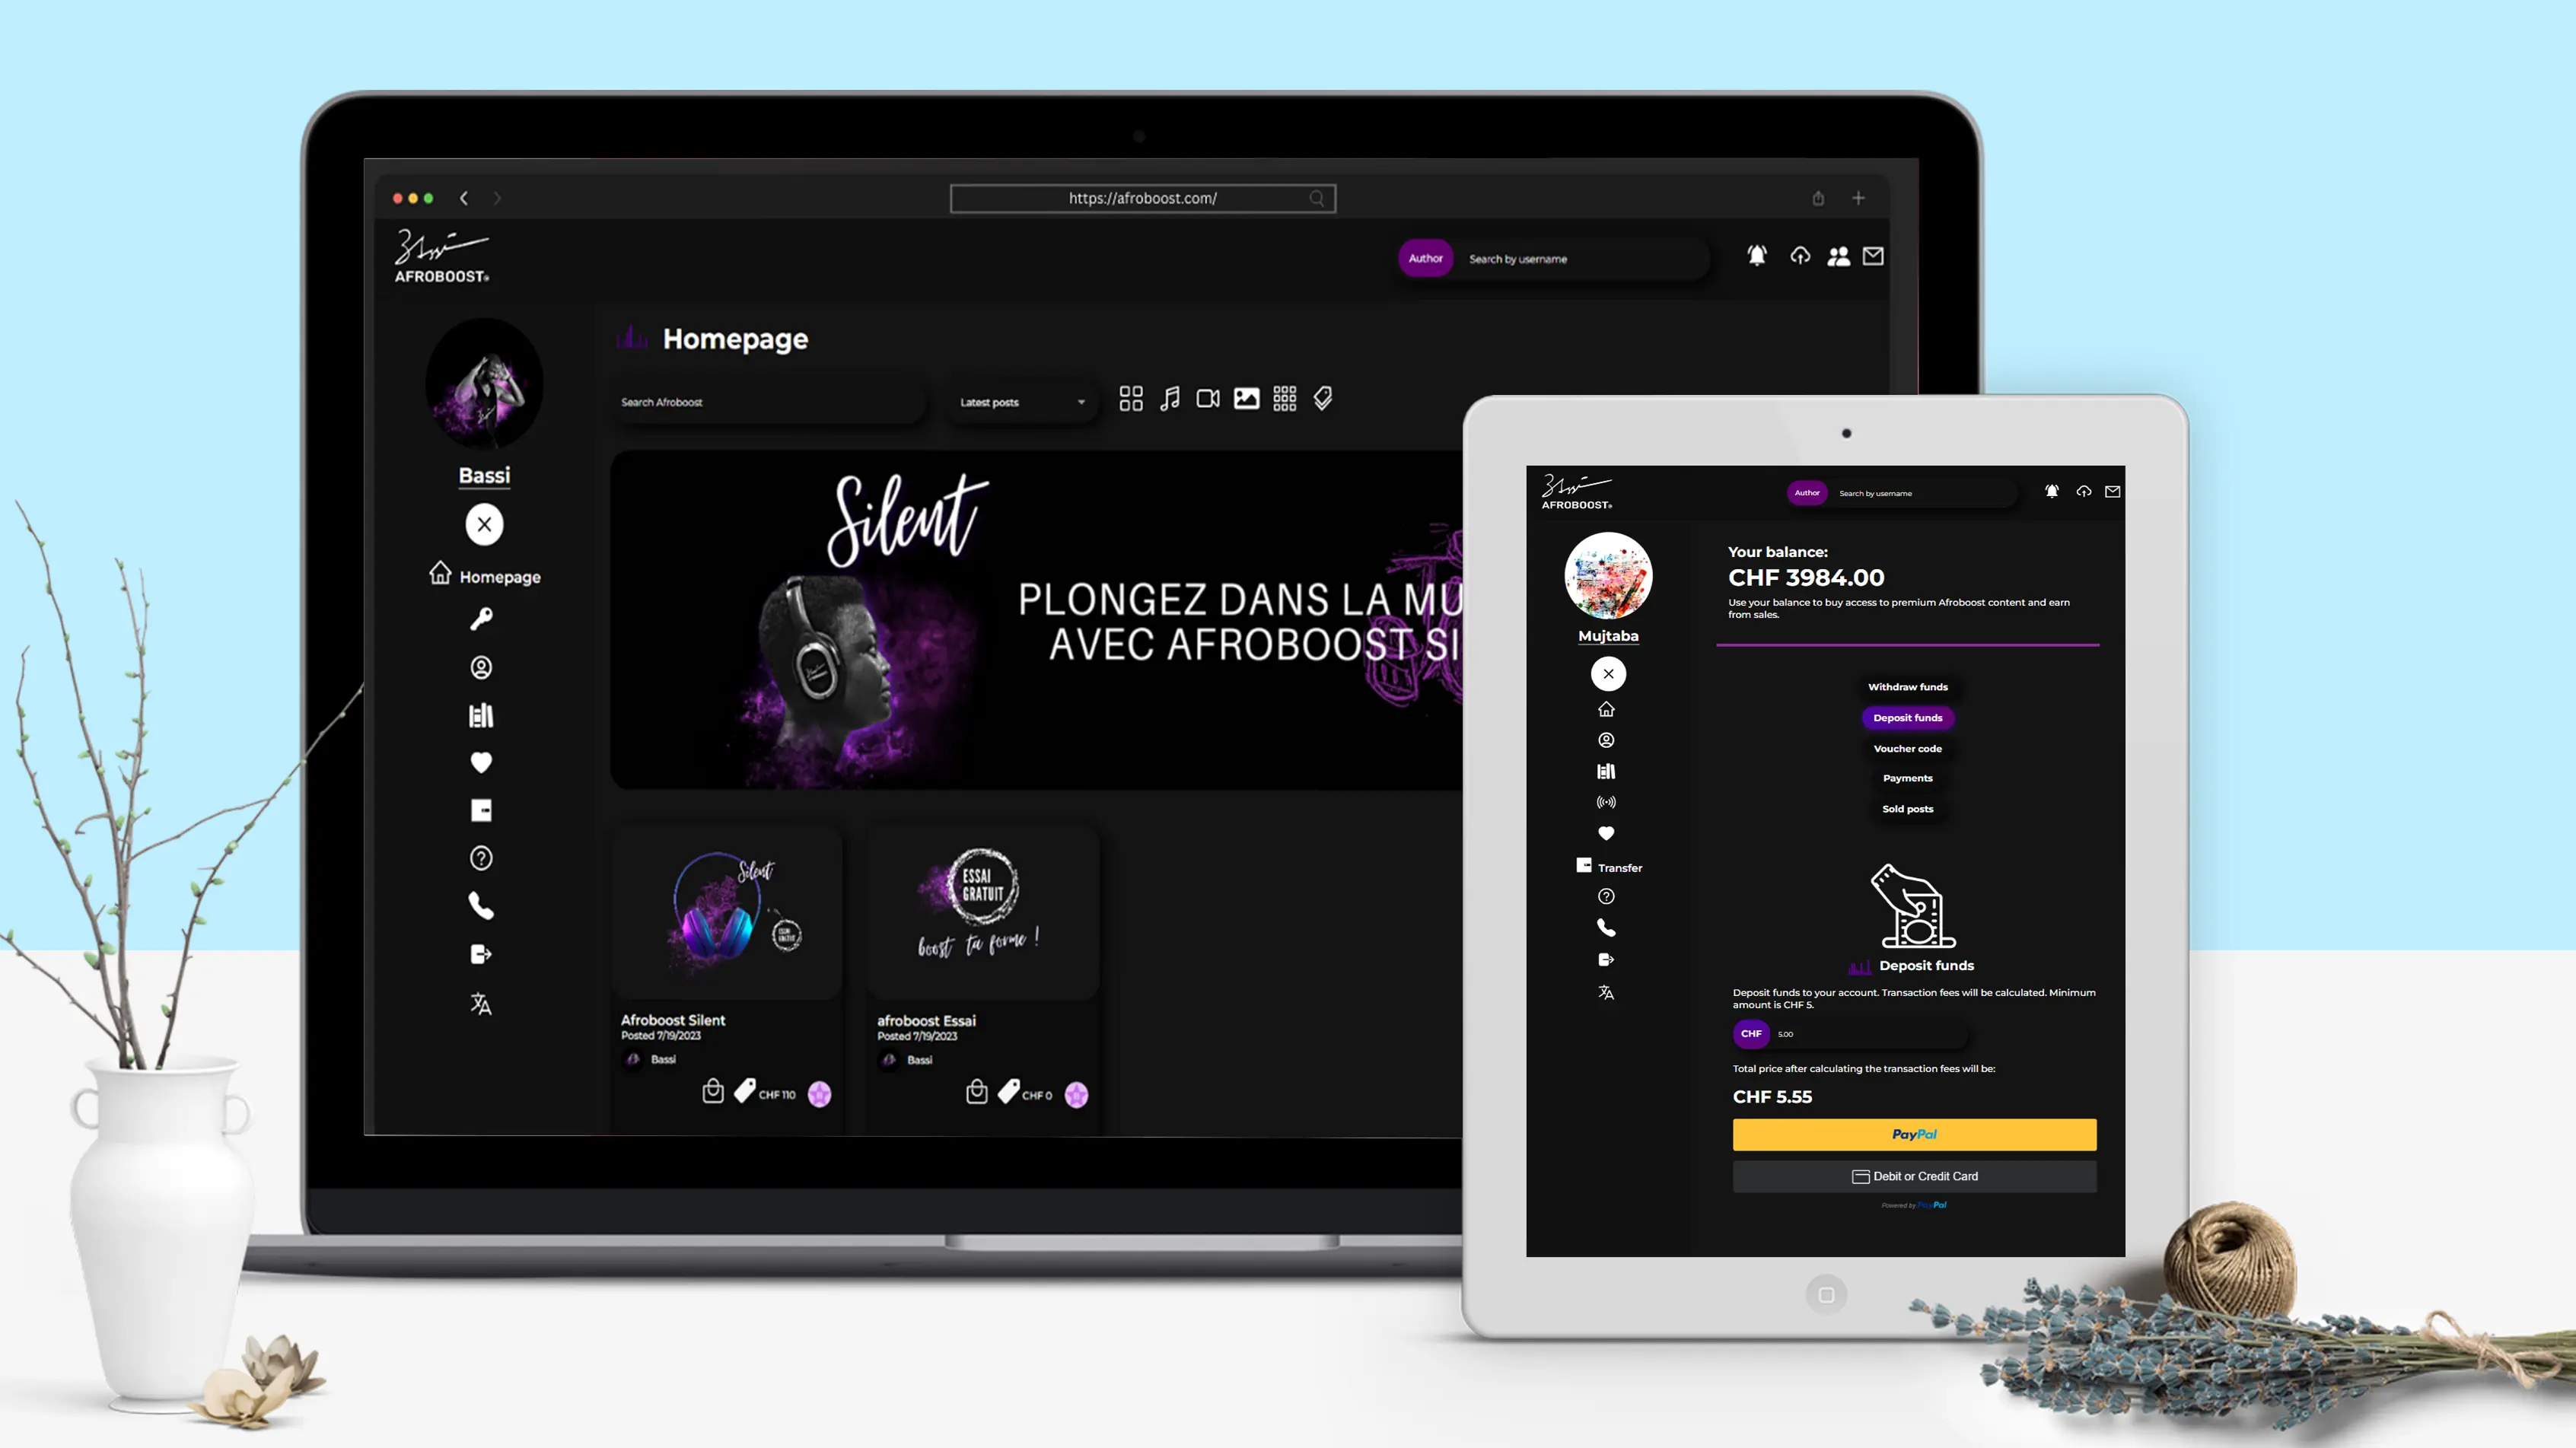 https://afroboost.com/
AFROBOOST
Author
Search by username
Bassi
Homepage
Homepage
Search Afroboost
Latest posts
Silent
PLONGEZ DANS LA MU
AVEC AFROBOOST SI
Silent
ESSAI
GRATUIT
ESSAI
GRATUIT
boost ta forme !
Afroboost Silent
Posted 7/19/2023
Bassi
CHF 110
afroboost Essai
Posted 7/19/2023
Bassi
CHF 0
AFROBOOST
Author
Search by username
Mujtaba
Transfer
Your balance:
CHF 3984.00
Use your balance to buy access to premium Afroboost content and earn
from sales.
Withdraw funds
Deposit funds
Voucher code
Payments
Sold posts
Deposit funds
Deposit funds to your account. Transaction fees will be calculated. Minimum
amount is CHF 5.
CHF 5.00
Total price after calculating the transaction fees will be:
CHF 5.55
PayPal
Debit or Credit Card
Powered by PayPal